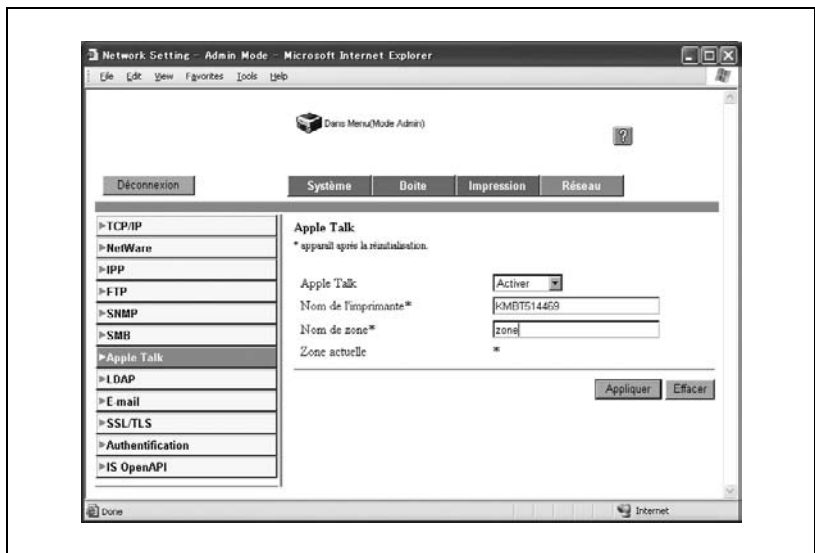 Network Setting - Admin Mode - Microsoft Internet Explorer
File Edit View Favorites Tools Help
Dans Menu(Mode Admin)
?
Déconnexion
Système Boite Impression Réseau
TCP/IP
NetWare
IPP
FTP
SNMP
SMB
Apple Talk
LDAP
E-mail
SSL/TLS
Authentification
IS OpenAPI
Apple Talk
* apparaît après la réinitialisation.
Apple Talk Activer
Nom de l'imprimante* KMBT514469
Nom de zone* zone
Zone actuelle *
Appliquer Effacer
Done Internet